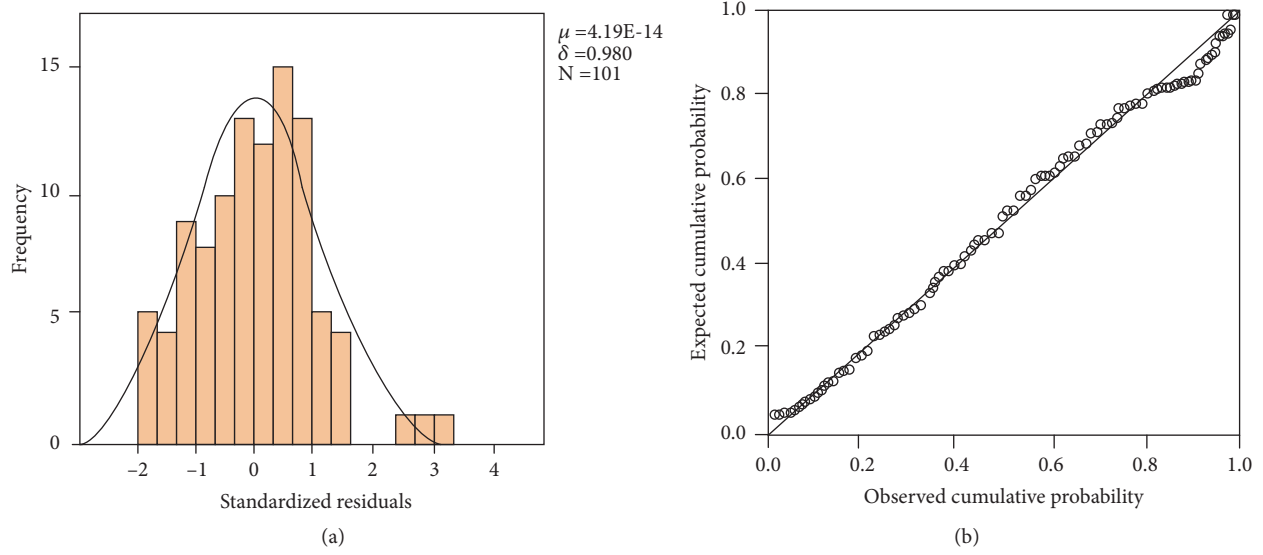 μ =4.19E-14
δ =0.980
N =101
15
10
5
0
Frequency
−2 −1 0 1 2 3 4
Standardized residuals
(a)
1.0
0.8
0.6
0.4
0.2
0.0
Expected cumulative probability
0.0 0.2 0.4 0.6 0.8 1.0
Observed cumulative probability
(b)